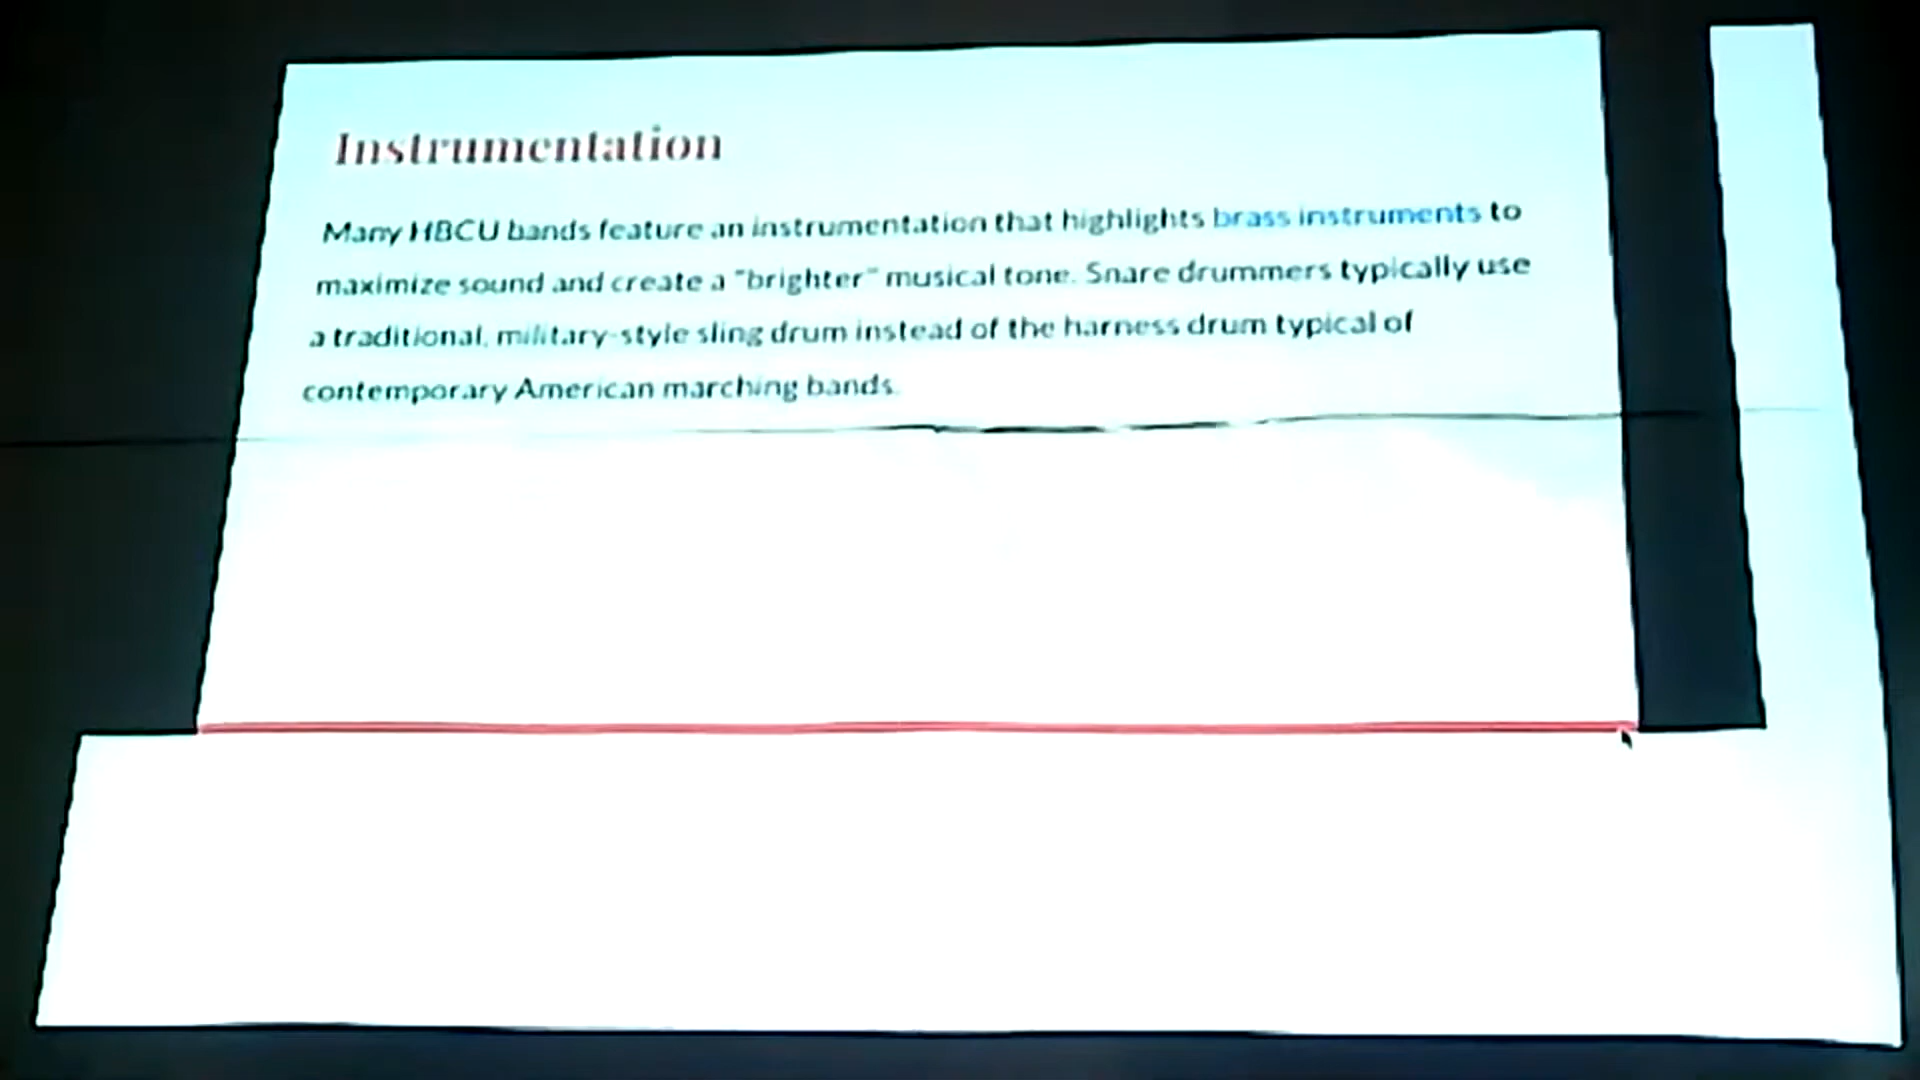 Instrumentation
Many HBCU bands feature an instrumentation that highlights brass instruments to
maximize sound and create a "brighter" musical tone. Snare drummers typically use
a traditional, military-style sling drum instead of the harness drum typical of
contemporary American marching bands.